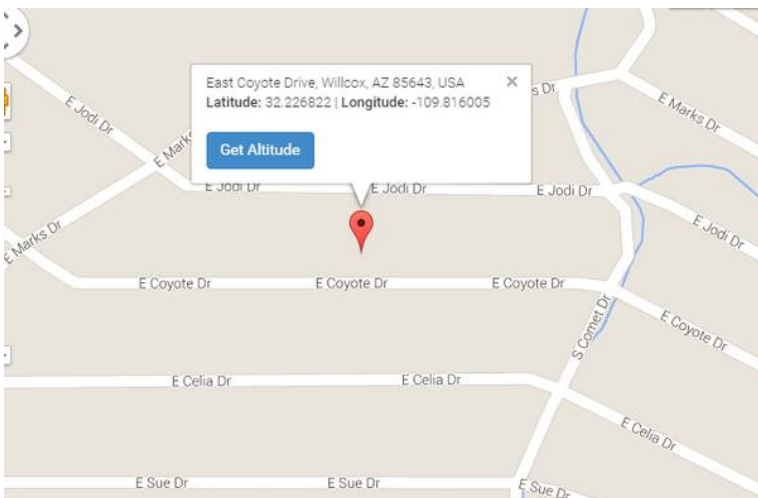 East Coyote Drive, Willcox, AZ 85643, USA
Latitude: 32.226822 | Longitude: -109.816005
Get Altitude
E Jodi Dr
E Marks Dr
E Jodi Dr
E Jodi Dr
E Jodi Dr
E Jodi Dr
E Marks Dr
E Coyote Dr
E Coyote Dr
E Coyote Dr
E Coyote Dr
S Comet Dr
E Celia Dr
E Celia Dr
E Celia Dr
E Sue Dr
E Sue Dr
E Sue Dr